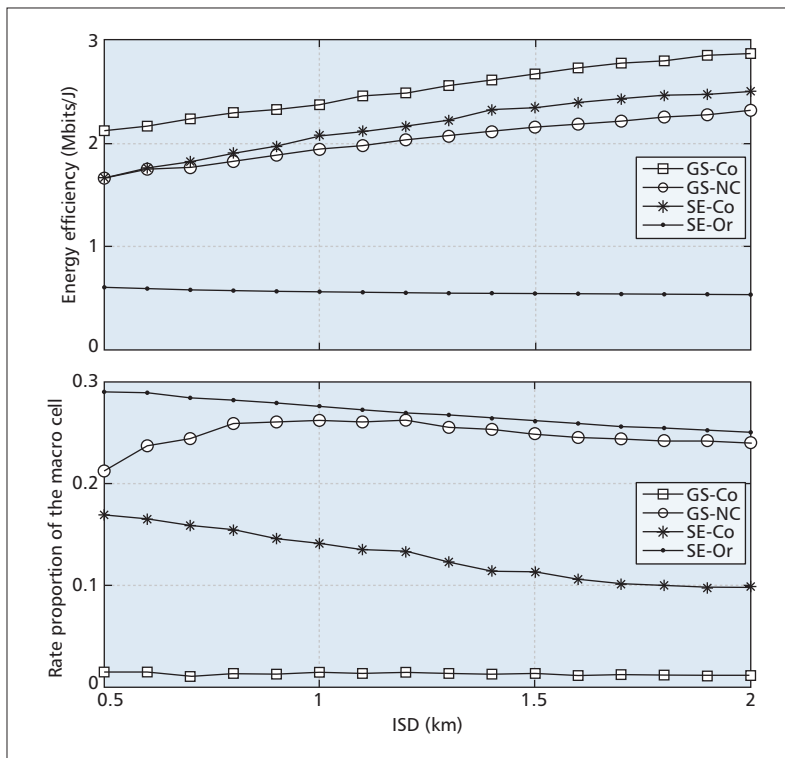 3
2
1
0
Energy efficiency (Mbits/J)
GS-Co
GS-NC
SE-Co
SE-Or
0.3
0.2
0.1
0
Rate proportion of the macro cell
GS-Co
GS-NC
SE-Co
SE-Or
0.5
1
1.5
2
ISD (km)